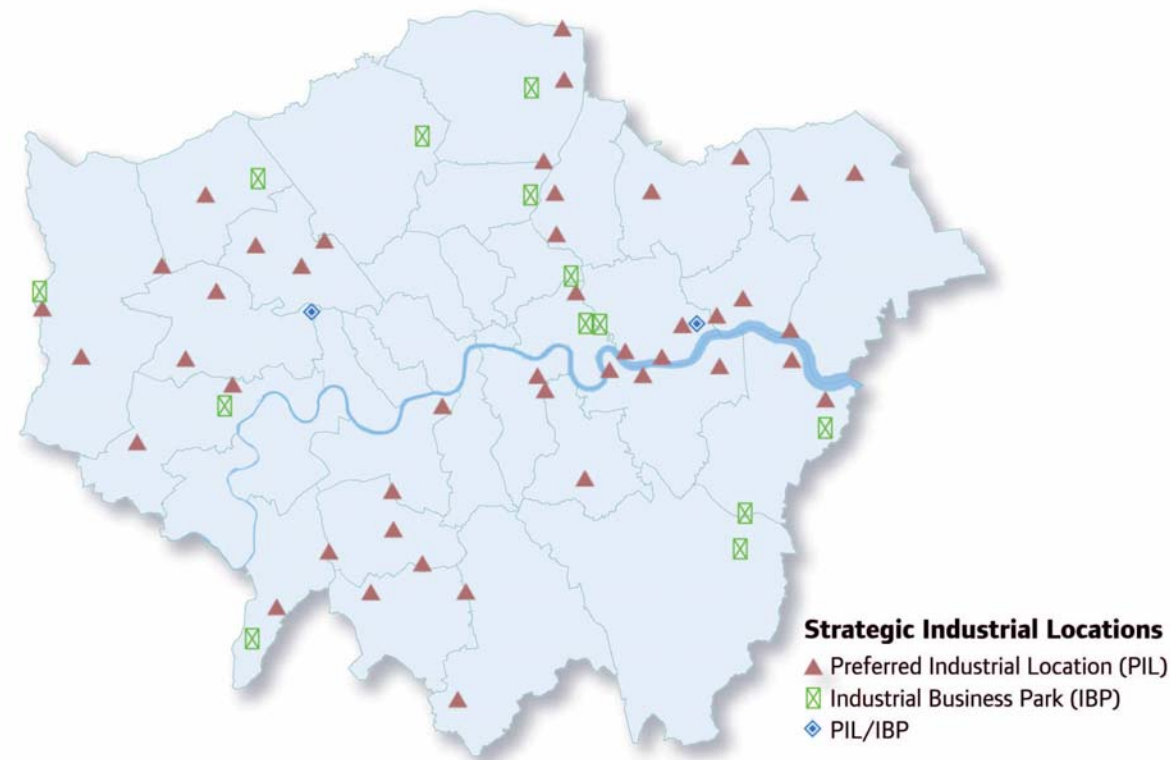 Strategic Industrial Locations
Preferred Industrial Location (PIL)
Industrial Business Park (IBP)
PIL/IBP